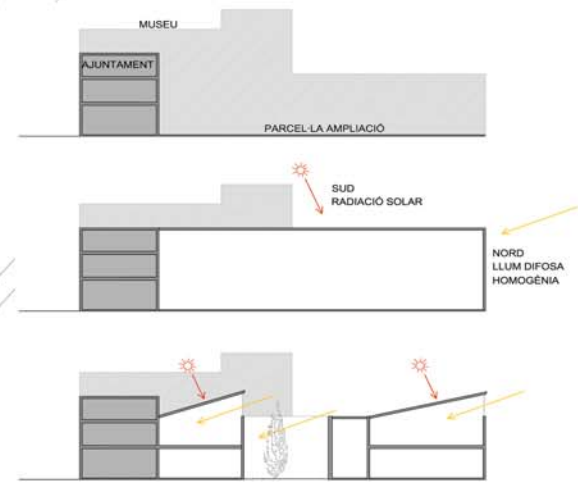 MUSEU
AJUNTAMENT
PARCEL·LA AMPLIACIÓ
SUD
RADIACIÓ SOLAR
NORD
LLUM DIFOSA
HOMOGÈNIA